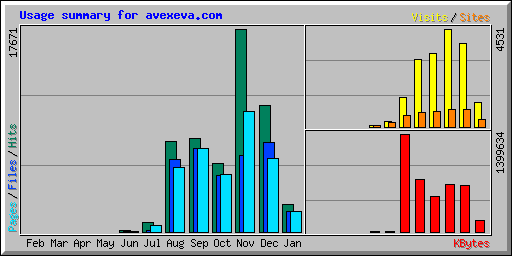 Usage summary for avexeva.com
Visits / Sites
17671
4531
Pages / Files / Hits
1399634
Feb Mar Apr May Jun Jul Aug Sep Oct Nov Dec Jan
KBytes